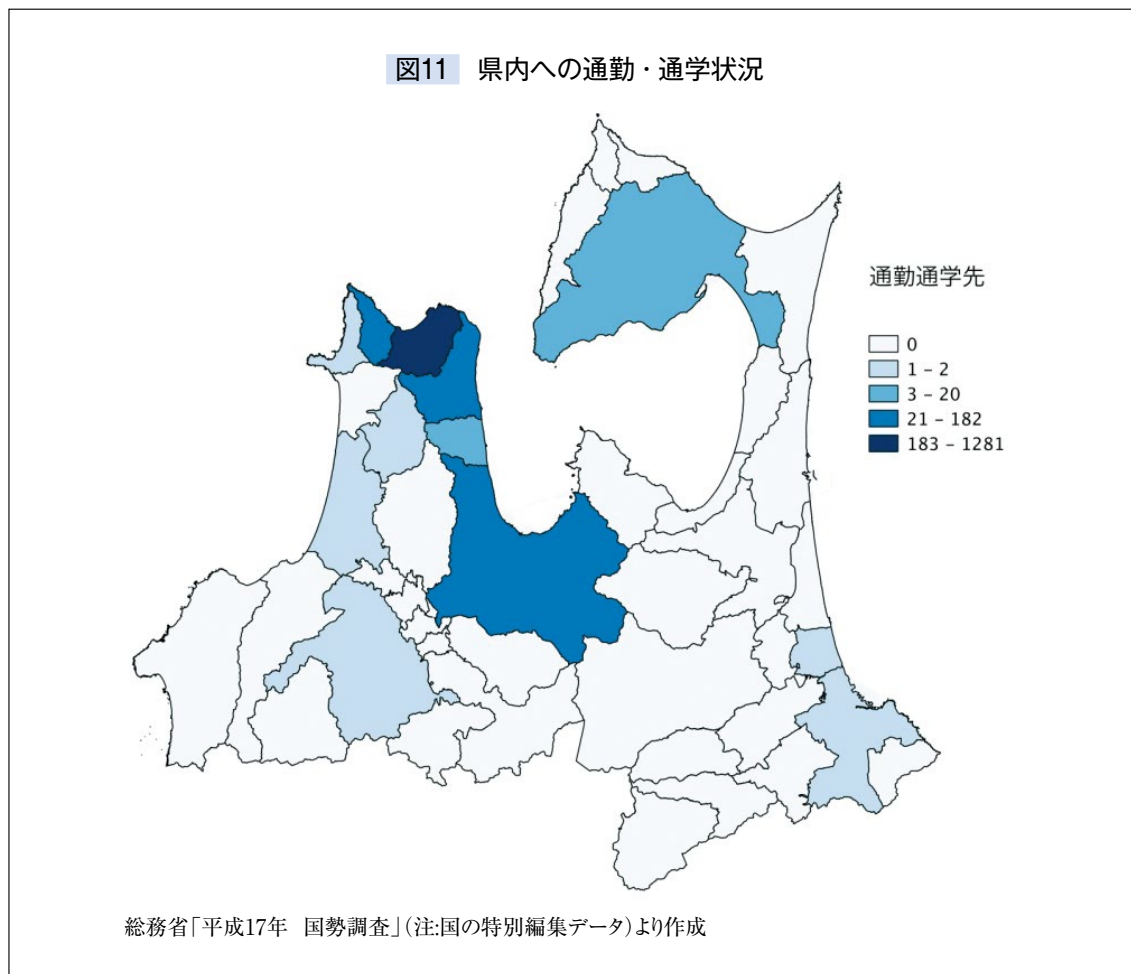 図11 県内への通勤・通学状況
通勤通学先
0
1 – 2
3 – 20
21 – 182
183 – 1281
総務省「平成17年 国勢調査」(注:国の特別編集データ)より作成